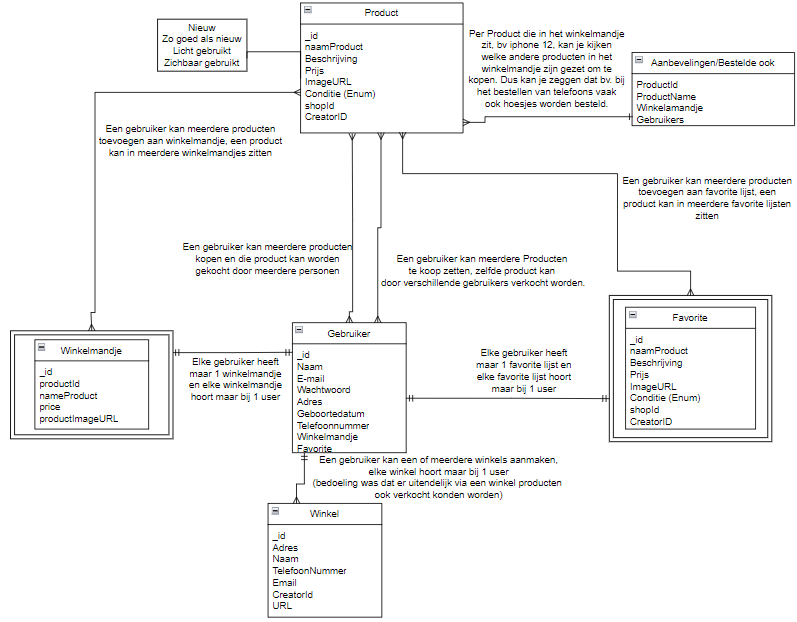 Nieuw
Zo goed als nieuw
Licht gebruikt
Zichbaar gebruikt
Product
_id
naamProduct
Beschrijving
Prijs
ImageURL
Conditie (Enum)
shopId
CreatorID
Per Product die in het winkelmandje
zit, bv iphone 12, kan je kijken
welke andere producten in het
winkelmandje zijn gezet om te
kopen. Dus kan je zeggen dat bv. bij
het bestellen van telefoons vaak
ook hoesjes worden besteld.
Aanbevelingen/Bestelde ook
ProductId
ProductName
Winkelamandje
Gebruikers
Een gebruiker kan meerdere producten
toevoegen aan winkelmandje, een product
kan in meerdere winkelmandjes zitten
Een gebruiker kan meerdere producten
toevoegen aan favorite lijst, een
product kan in meerdere favorite lijsten
zitten
Een gebruiker kan meerdere producten
kopen en die product kan worden
gekocht door meerdere personen
Een gebruiker kan meerdere Producten
te koop zetten, zelfde product kan
door verschillende gebruikers verkocht worden.
Winkelmandje
_id
productId
nameProduct
price
productImageURL
Elke gebruiker heeft
maar 1 winkelmandje
en elke winkelmandje
hoort maar bij 1 user
Gebruiker
_id
Naam
E-mail
Wachtwoord
Adres
Geboortedatum
Telefoonnummer
Winkelmandje
Favorite
Elke gebruiker heeft
maar 1 favorite lijst en
elke favorite lijst hoort
maar bij 1 user
Favorite
_id
naamProduct
Beschrijving
Prijs
ImageURL
Conditie (Enum)
shopId
CreatorID
Een gebruiker kan een of meerdere winkels aanmaken,
elke winkel hoort maar bij 1 user
(bedoeling was dat er uitendelijk via een winkel producten
ook verkocht konden worden)
Winkel
_id
Adres
Naam
TelefoonNummer
Email
CreatorId
URL